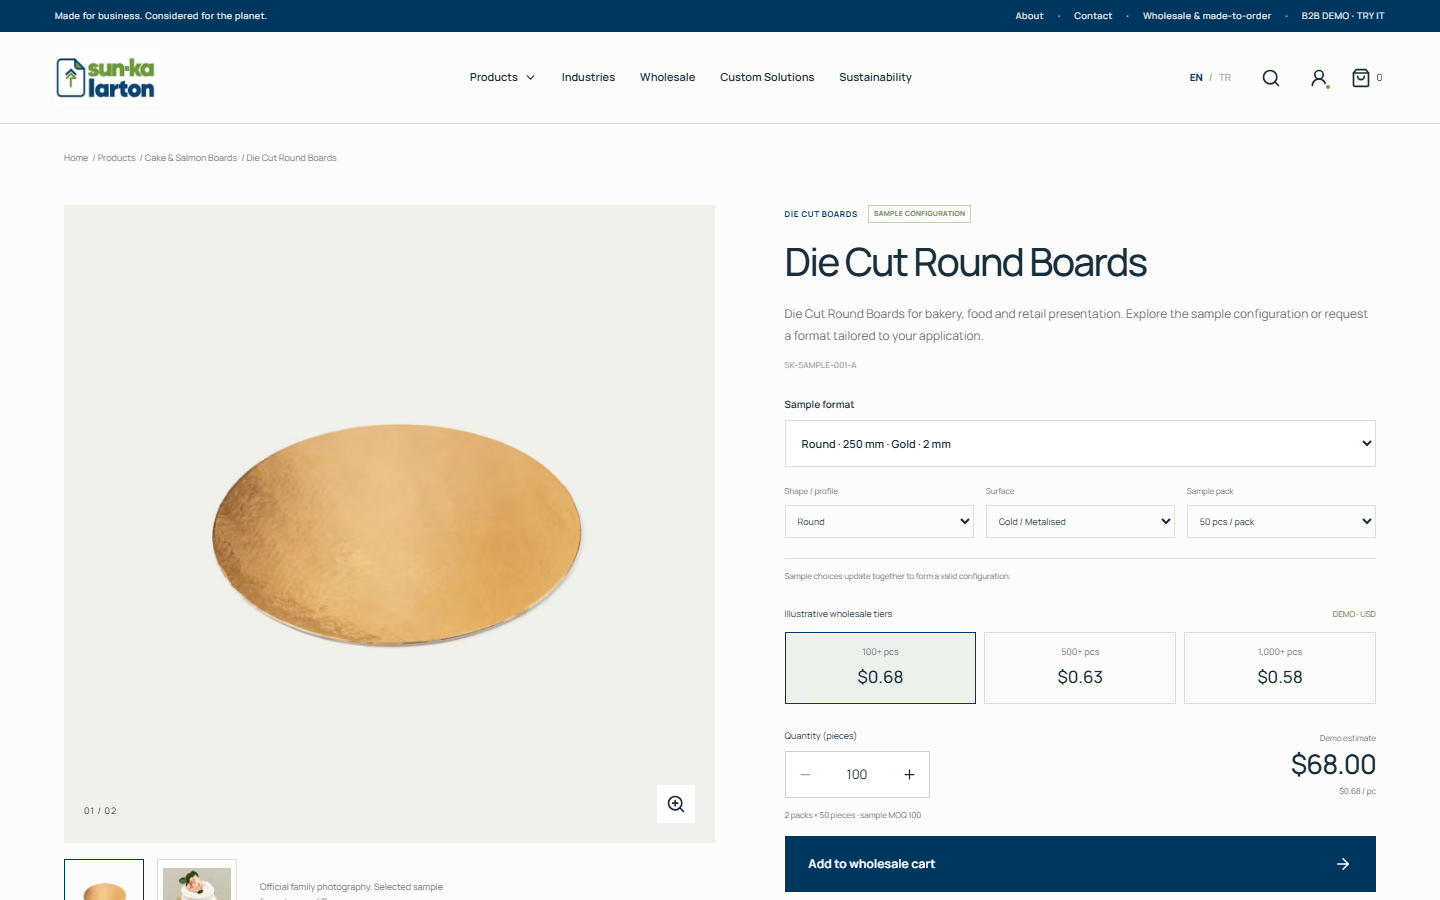 Made for business. Considered for the planet.
About · Contact · Wholesale & made-to-order · B2B DEMO · TRY IT
sun-ka
larton
Products Industries Wholesale Custom Solutions Sustainability
EN / TR
0
Home / Products / Cake & Salmon Boards / Die Cut Round Boards
DIE CUT BOARDS
SAMPLE CONFIGURATION
Die Cut Round Boards
Die Cut Round Boards for bakery, food and retail presentation. Explore the sample configuration or request
a format tailored to your application.
SK-SAMPLE-001-A
Sample format
Round · 250 mm · Gold · 2 mm
Shape / profile Surface Sample pack
Round Gold / Metalised 50 pcs / pack
Sample choices update together to form a valid configuration.
Illustrative wholesale tiers DEMO · USD
100+ pcs 500+ pcs 1,000+ pcs
$0.68 $0.63 $0.58
Quantity (pieces) Demo estimate
− 100 + $68.00
$0.68 / pc
2 packs × 50 pieces · sample MOQ 100
Add to wholesale cart
01 / 02
Official family photography. Selected sample